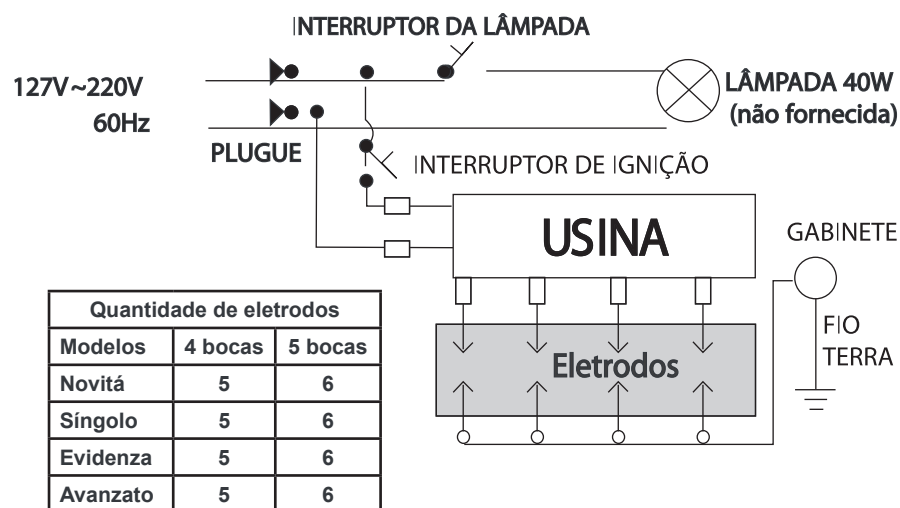 INTERRUPTOR DA LÂMPADA
127V~220V
60Hz
LÂMPADA 40W
(não fornecida)
PLUGUE
INTERRUPTOR DE IGNIÇÃO
USINA
GABINETE
FIO
TERRA
Eletrodos
Quantidade de eletrodos
Modelos 4 bocas 5 bocas
Novitá 5 6
Síngolo 5 6
Evidenza 5 6
Avanzato 5 6